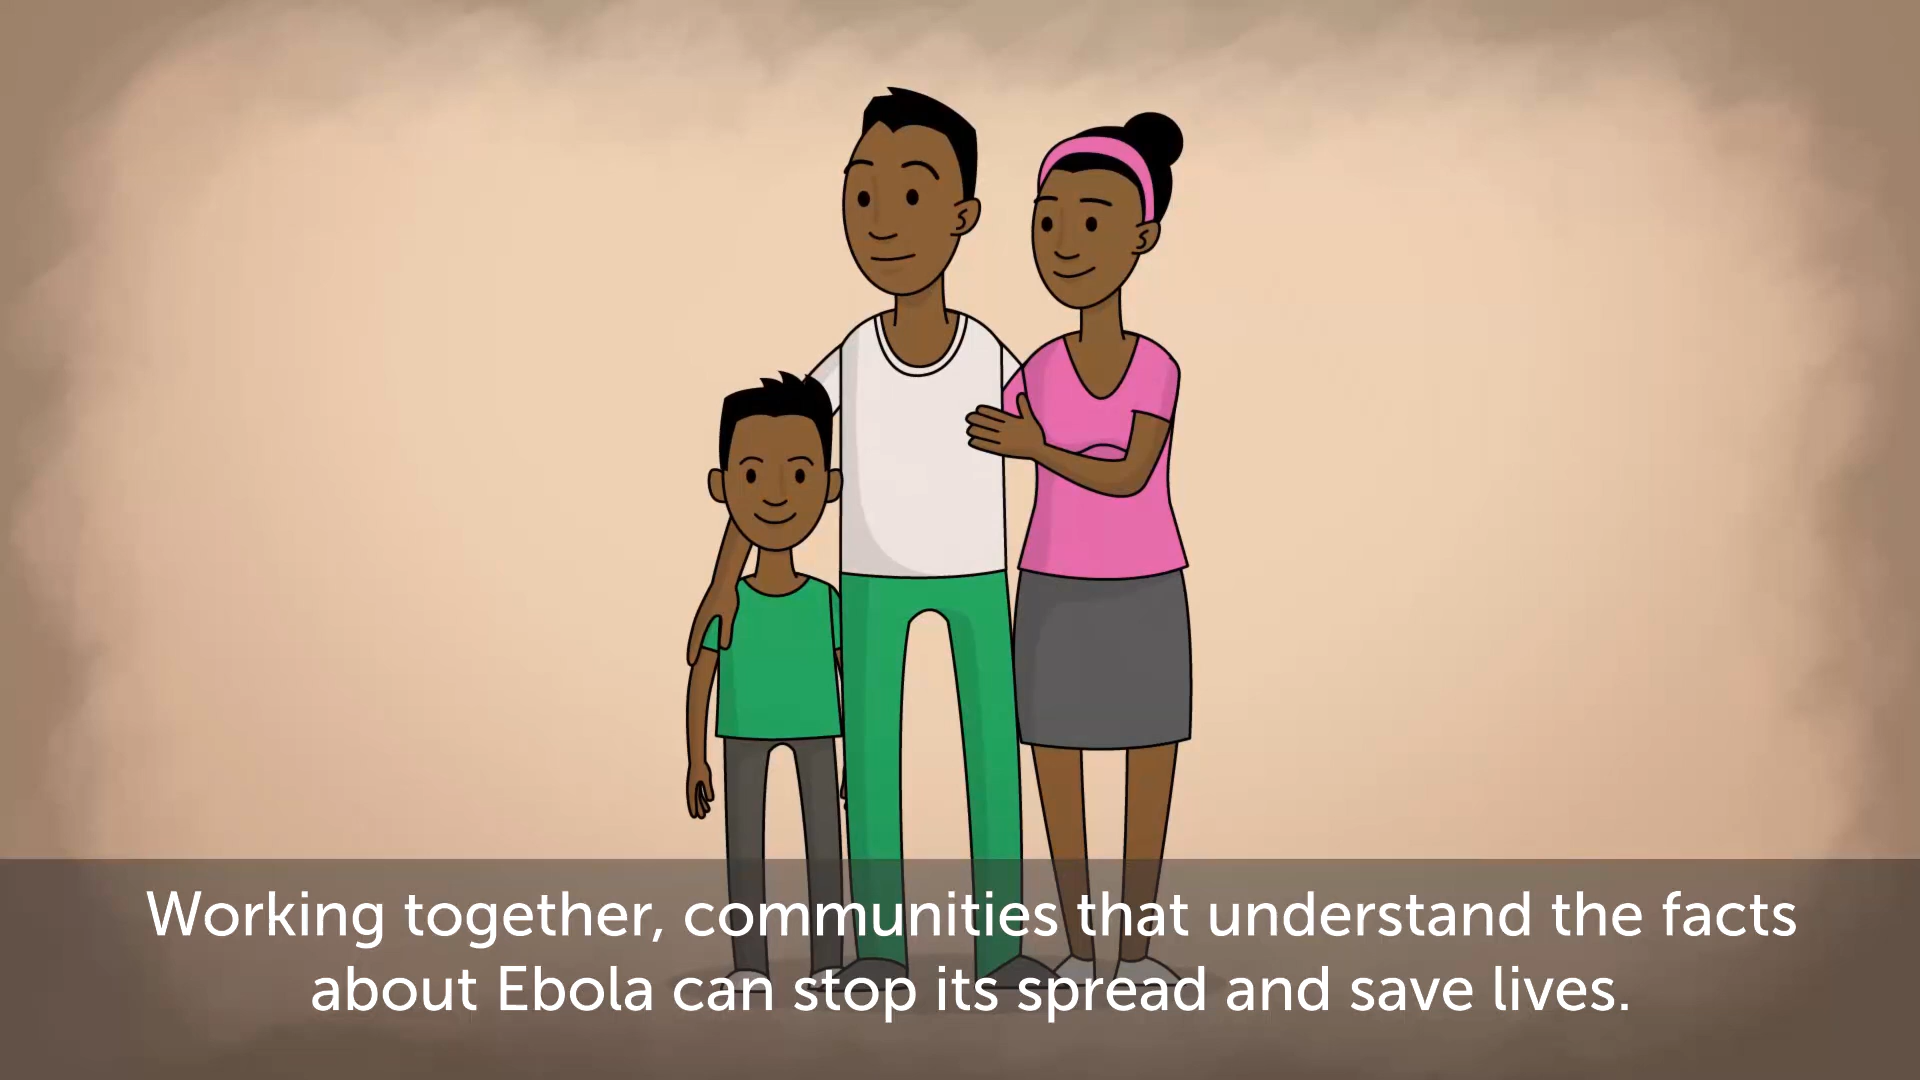 Working together, communities that understand the facts
about Ebola can stop its spread and save lives.